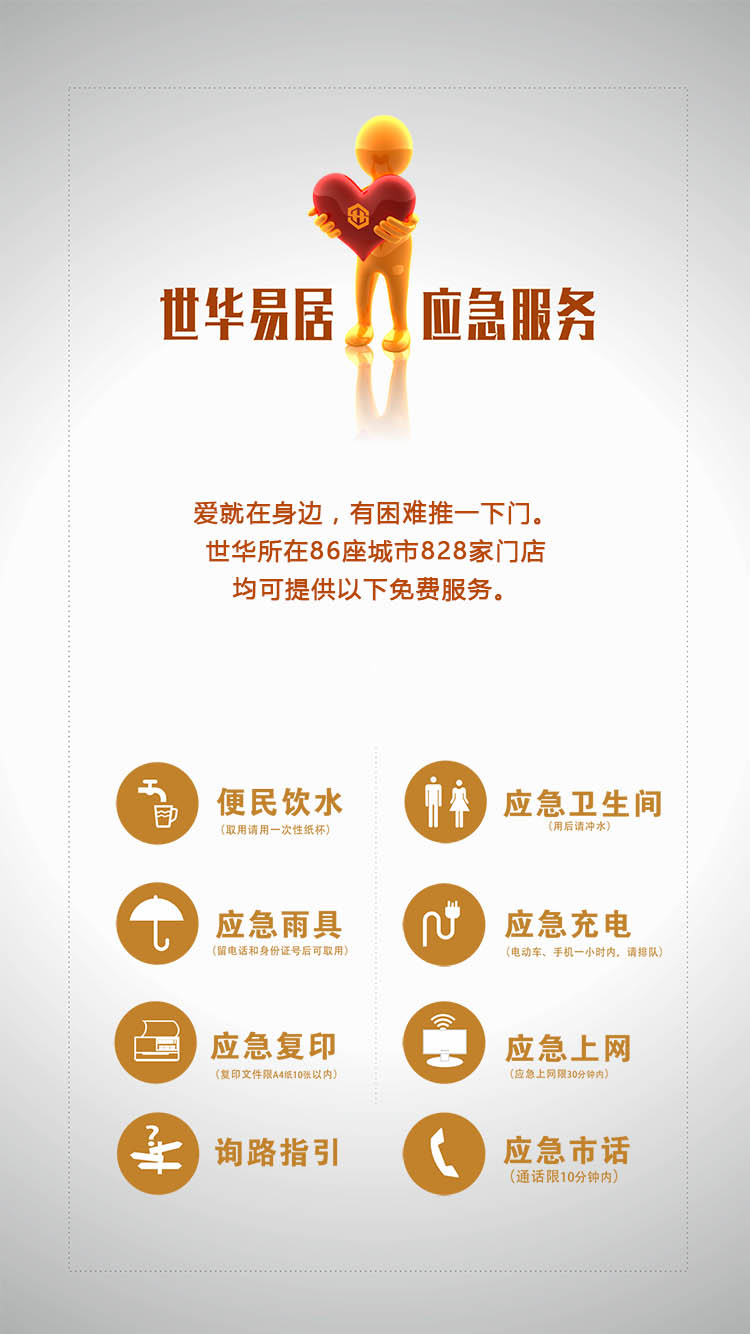 世华易居 应急服务
爱就在身边，有困难推一下门。
世华所在86座城市828家门店
均可提供以下免费服务。
便民饮水
（取用请用一次性纸杯）
应急卫生间
（用后请冲水）
应急雨具
（留电话和身份证号后可取用）
应急充电
（电动车、手机一小时内，请排队）
应急复印
（复印文件限A4纸10张以内）
应急上网
（应急上网限30分钟内）
询路指引
应急市话
（通话限10分钟内）